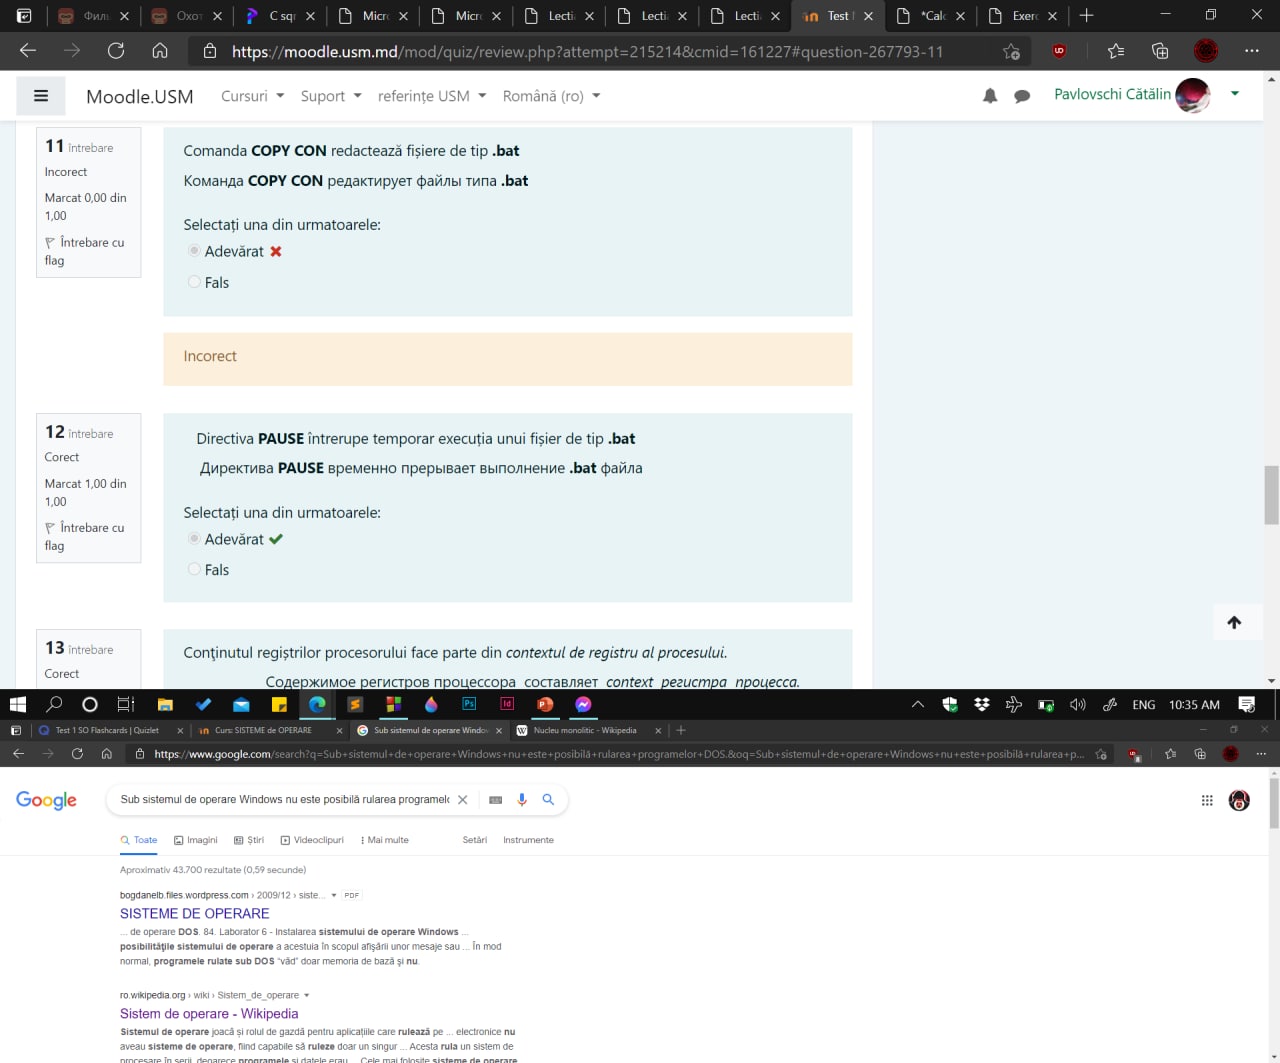 Филь
Охот
C sqr
Micro
Micro
Lecti
Lecti
Lecti
Test
*Calc
Exerc
https://moodle.usm.md/mod/quiz/review.php?attempt=215214&cmid=161227#question-267793-11
Moodle.USM
Cursuri
Support
referințe USM
Română (ro)
Pavlovschi Cătălin
11 întrebare
Incorect
Marcat 0,00 din
1,00
Întrebare cu
flag
Comanda COPY CON redactează fișiere de tip .bat
Команда COPY CON редактирует файлы типа .bat
Selectați una din urmatoarele:
Adevărat
Fals
Incorect
12 întrebare
Corect
Marcat 1,00 din
1,00
Întrebare cu
flag
Directiva PAUSE întrerupe temporar execuția unui fișier de tip .bat
Директива PAUSE временно прерывает выполнение .bat файла
Selectați una din urmatoarele:
Adevărat
Fals
13 întrebare
Corect
Conţinutul regiștrilor procesorului face parte din contextul de registru al procesului.
Содержимое регистров процессора составляет context регистра процесса.
ENG
10:35 AM
Test 1 SO Flashcards | Quizlet
Curs: SISTEME de OPERARE
Sub sistemul de operare Windov
Nucleu monolitic - Wikipedia
https://www.google.com/search?q=Sub+sistemul+de+operare+Windows+nu+este+posibilă+rularea+programelor+DOS.&oq=Sub+sistemul+de+operare+Windows+nu+este+posibilă+rularea+p...
Google
Sub sistemul de operare Windows nu este posibilă rularea programelc
Toate
Imagini
Știri
Videoclipuri
Mai multe
Setări
Instrumente
Aproximativ 43.700 rezultate (0,59 secunde)
bogdanelb.files.wordpress.com › 2009/12 › siste... PDF
SISTEME DE OPERARE
... de operare DOS. 84. Laborator 6 - Instalarea sistemului de operare Windows ...
posibilităţile sistemului de operare a acestuia în scopul afişării unor mesaje sau ... În mod
normal, programele rulate sub DOS "văd" doar memoria de bază şi nu.
ro.wikipedia.org › wiki › Sistem_de_operare
Sistem de operare - Wikipedia
Sistemul de operare joacă și rolul de gazdă pentru aplicațiile care rulează pe ... electronice nu
aveau sisteme de operare, fiind capabile să ruleze doar un singur ... Acesta rula un sistem de
procesare în serii, deoarece programele și datele erau ... Cele mai folosite sisteme de operare